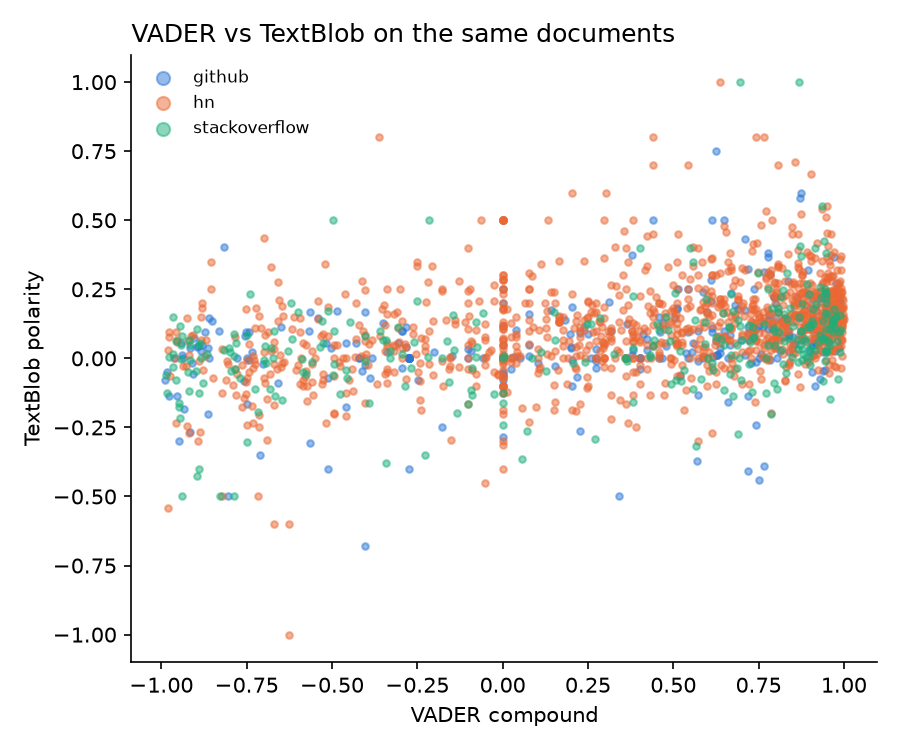 VADER vs TextBlob on the same documents
github
hn
stackoverflow
1.00
0.75
0.50
0.25
0.00
−0.25
−0.50
−0.75
−1.00
TextBlob polarity
−1.00 −0.75 −0.50 −0.25 0.00 0.25 0.50 0.75 1.00
VADER compound